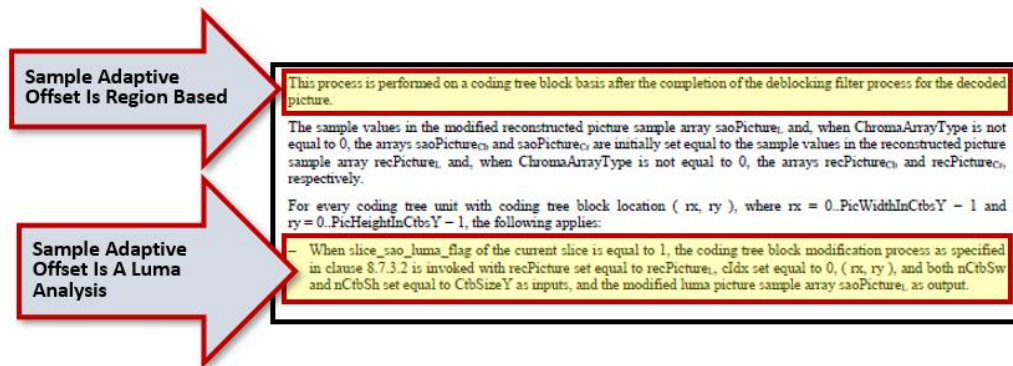 Sample Adaptive
Offset Is Region Based
This process is performed on a coding tree block basis after the completion of the deblocking filter process for the decoded
picture.
The sample values in the modified reconstructed picture sample array saoPictureL and, when ChromaArrayType is not
equal to 0, the arrays saoPictureCb and saoPictureCr are initially set equal to the sample values in the reconstructed picture
sample array recPictureL and, when ChromaArrayType is not equal to 0, the arrays recPictureCb and recPictureCr,
respectively.
For every coding tree unit with coding tree block location ( rx, ry ), where rx = 0..PicWidthInCtbsY − 1 and
ry = 0..PicHeightInCtbsY − 1, the following applies:
Sample Adaptive
Offset Is A Luma
Analysis
– When slice_sao_luma_flag of the current slice is equal to 1, the coding tree block modification process as specified
in clause 8.7.3.2 is invoked with recPicture set equal to recPictureL, cIdx set equal to 0, ( rx, ry ), and both nCtbSw
and nCtbSh set equal to CtbSizeY as inputs, and the modified luma picture sample array saoPictureL as output.